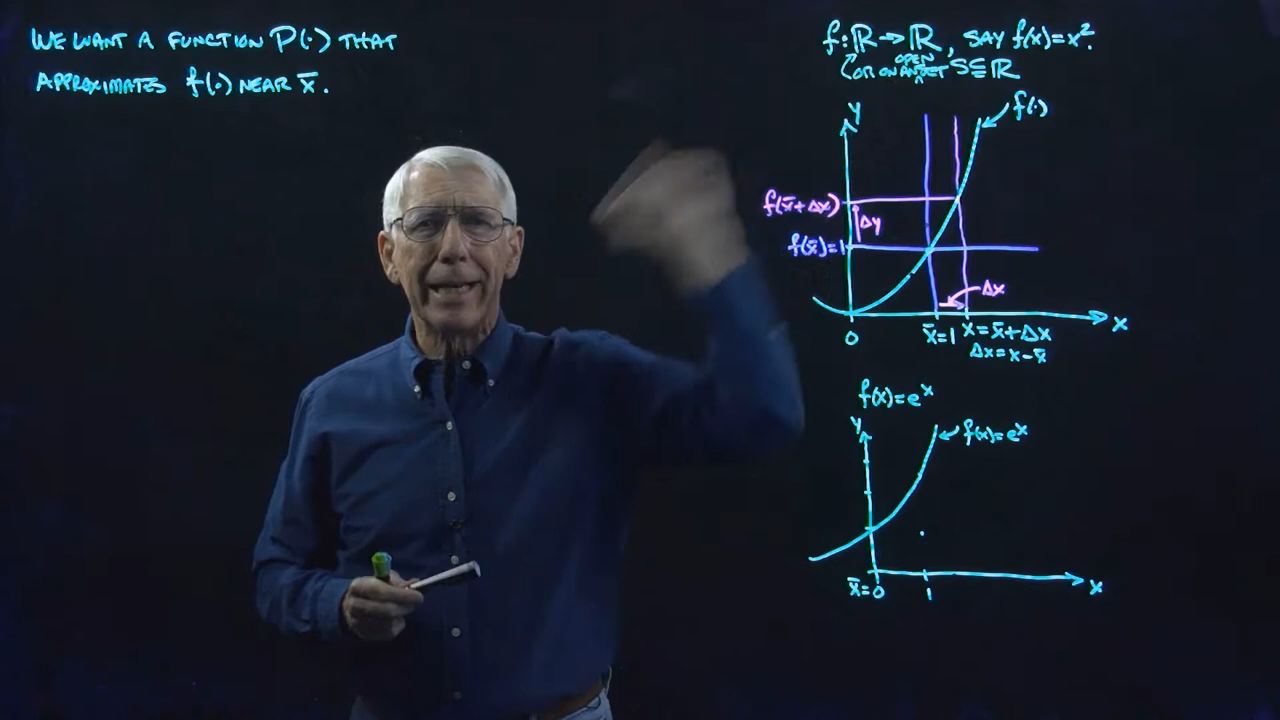 WE WANT A FUNCTION P(·) THAT
APPROXIMATES f(·) NEAR x̄.
f:ℝ→ℝ, SAY f(x)=x².
OPEN
(OR ON AN SET S⊆ℝ
y
f(·)
f(x̄+Δx)
Δy
f(x̄)=1
Δx
x
0
x̄=1
x=x̄+Δx
Δx=x-x̄
f(x)=eˣ
y
f(x)=eˣ
x̄=0
1
x